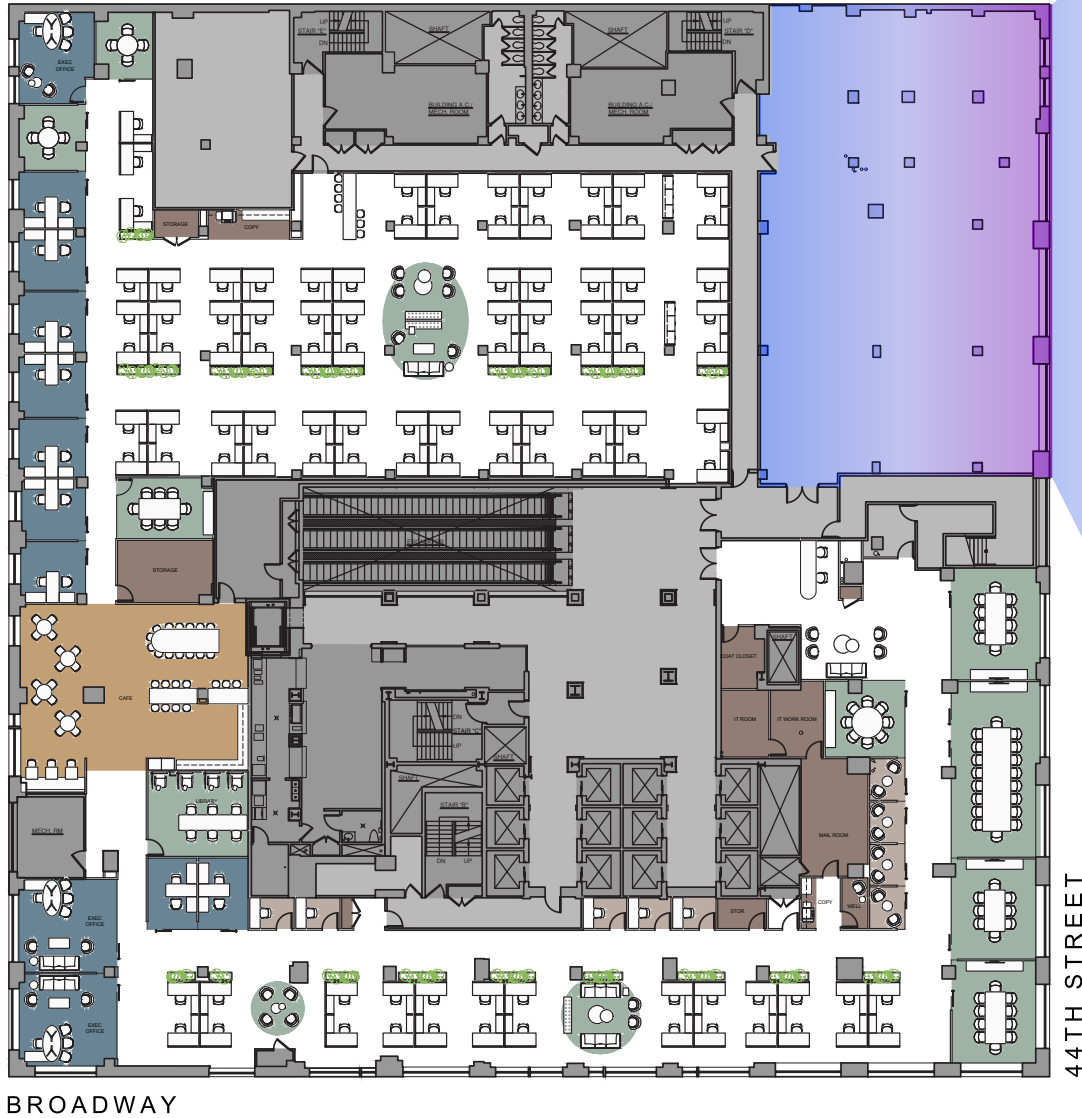 UP
STAIR "E"
DN
SHAFT
SHAFT
UP
STAIR "D"
DN
EXEC
OFFICE
BUILDING A.C./
MECH. ROOM
BUILDING A.C./
MECH. ROOM
STORAGE
COPY
STORAGE
CAFE
COAT CLOSET
SHAFT
IT ROOM
IT WORK ROOM
DN
STAIR "C"
UP
SHAFT
SHAFT
LIBRARY
STAIR "B"
DN
UP
MECH. RM
MAIL ROOM
EXEC
OFFICE
STOR
COPY
WELL
EXEC
OFFICE
44TH STREET
BROADWAY